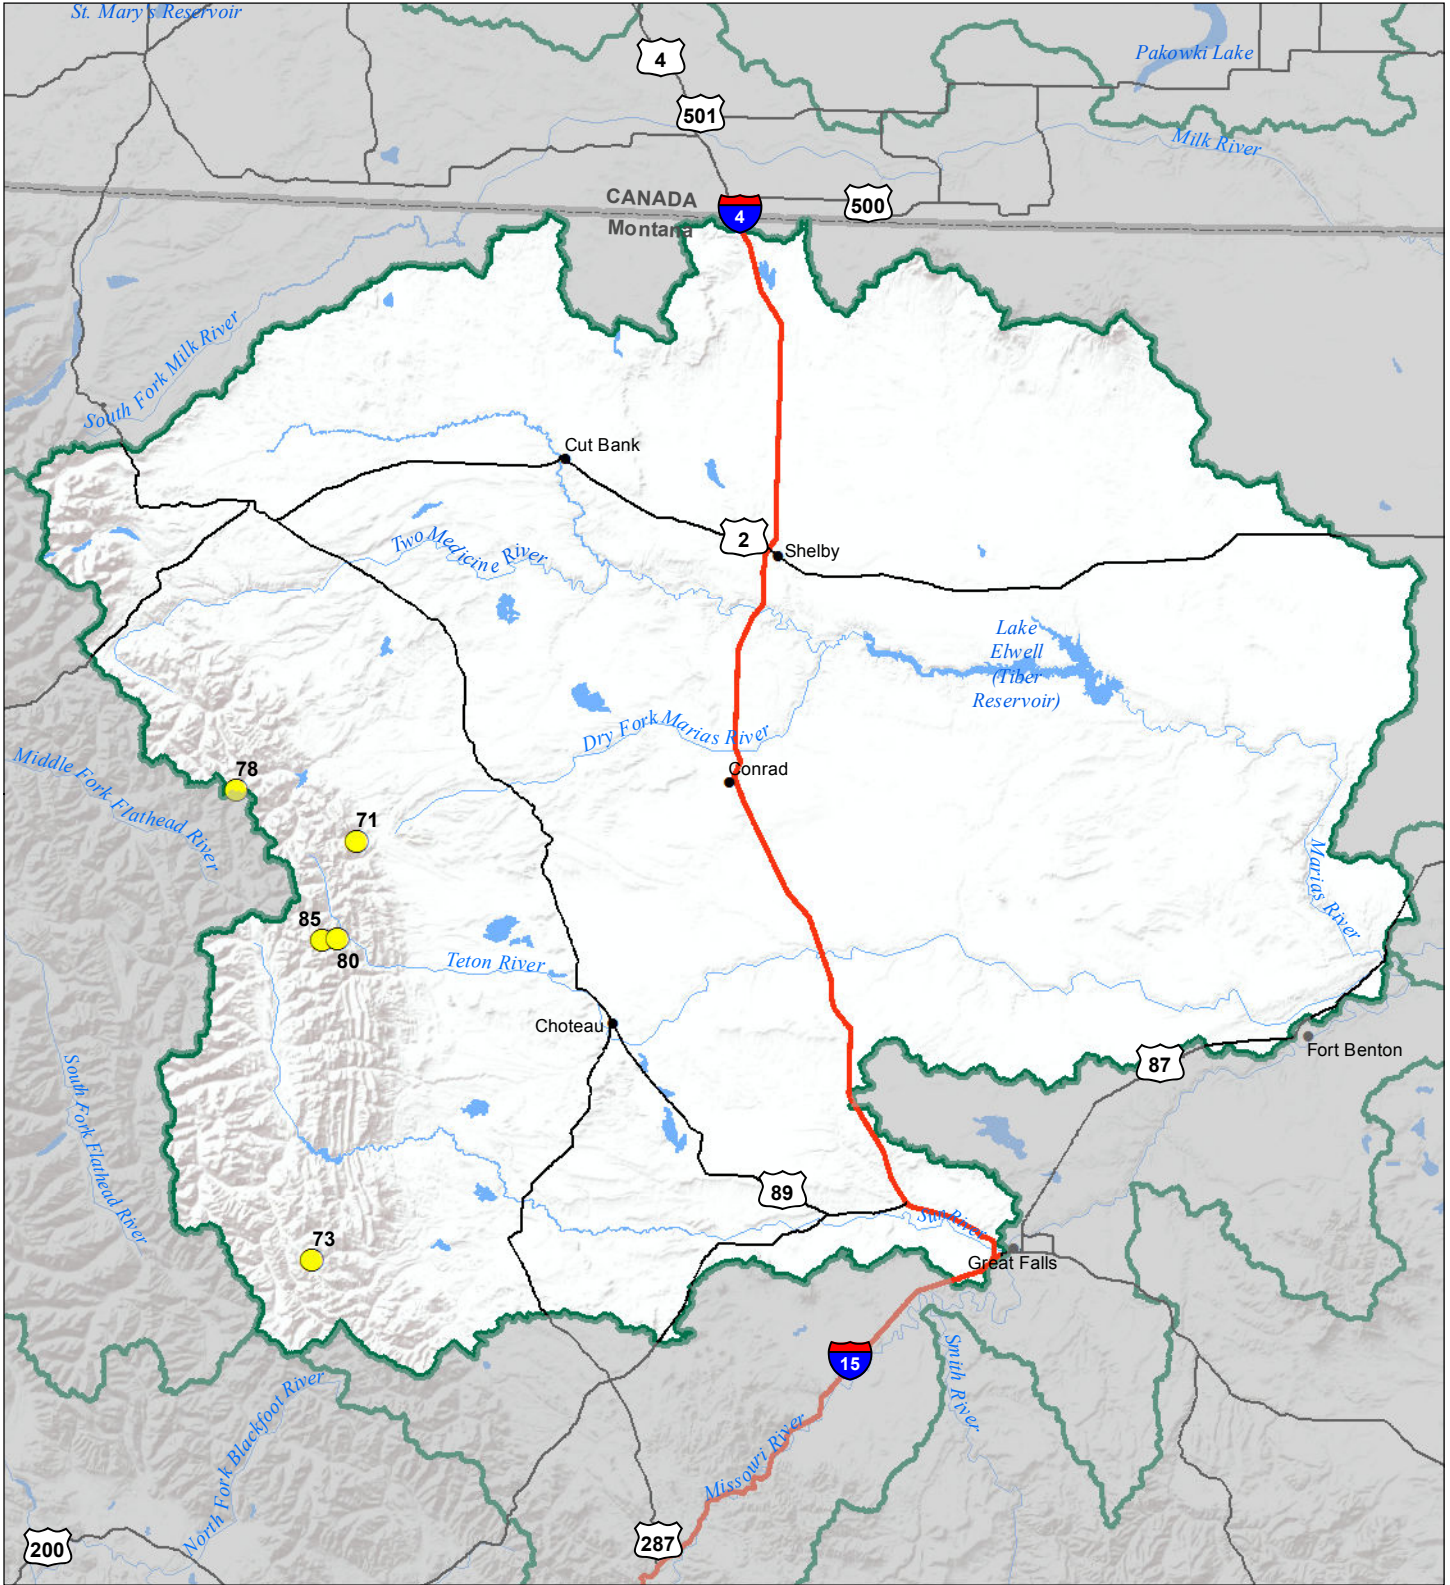 St. Mary's Reservoir
4
Pakowki Lake
501
Milk River
CANADA
4
500
Montana
South Fork Milk River
Cut Bank
2
Shelby
Two Medicine River
Lake
Elwell
(Tiber
Reservoir)
Dry Fork Marias River
Middle Fork Flathead River
78
Conrad
71
Marias River
85
80
Teton River
Choteau
Fort Benton
87
South Fork Flathead River
89
Sun River
73
Great Falls
15
Smith River
North Fork Blackfoot River
Missouri River
200
287